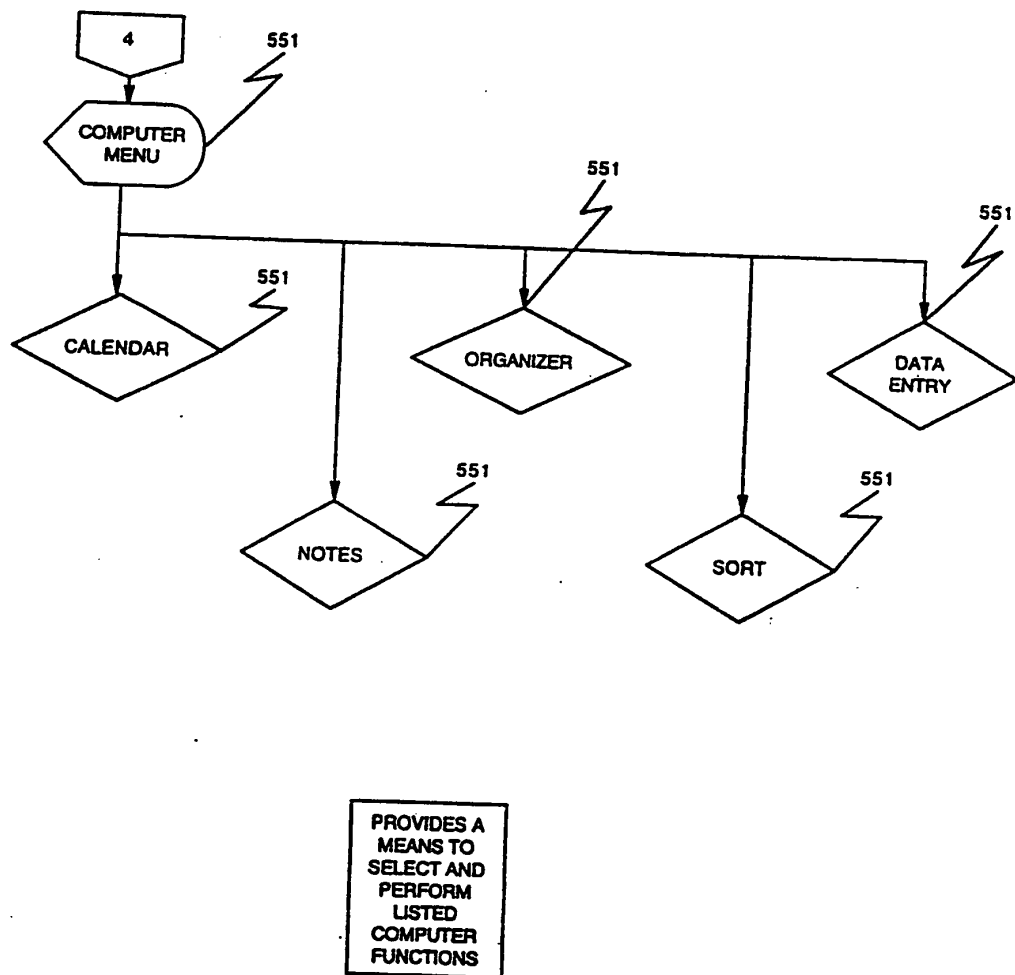 4
551
COMPUTER
MENU
551
551
551
CALENDAR
ORGANIZER
DATA
ENTRY
551
551
NOTES
SORT
PROVIDES A
MEANS TO
SELECT AND
PERFORM
LISTED
COMPUTER
FUNCTIONS